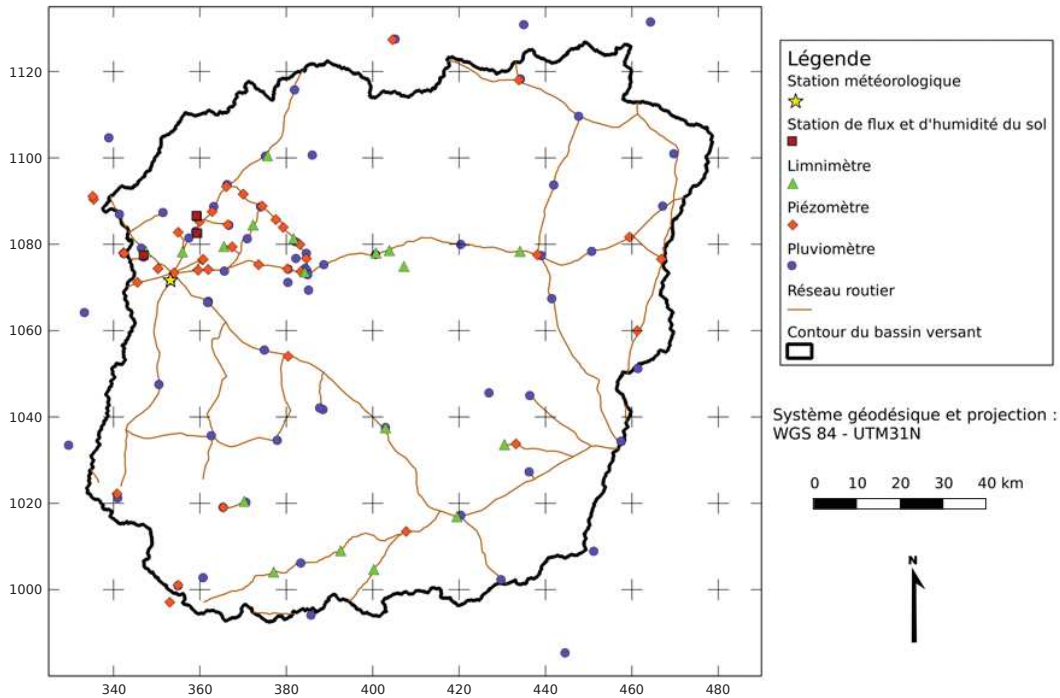 1120
1100
1080
1060
1040
1020
1000
340
360
380
400
420
440
460
480
Légende
Station météorologique
Station de flux et d'humidité du sol
Limnimètre
Piézomètre
Pluviomètre
Réseau routier
Contour du bassin versant
Système géodésique et projection :
WGS 84 - UTM31N
0 10 20 30 40 km
N